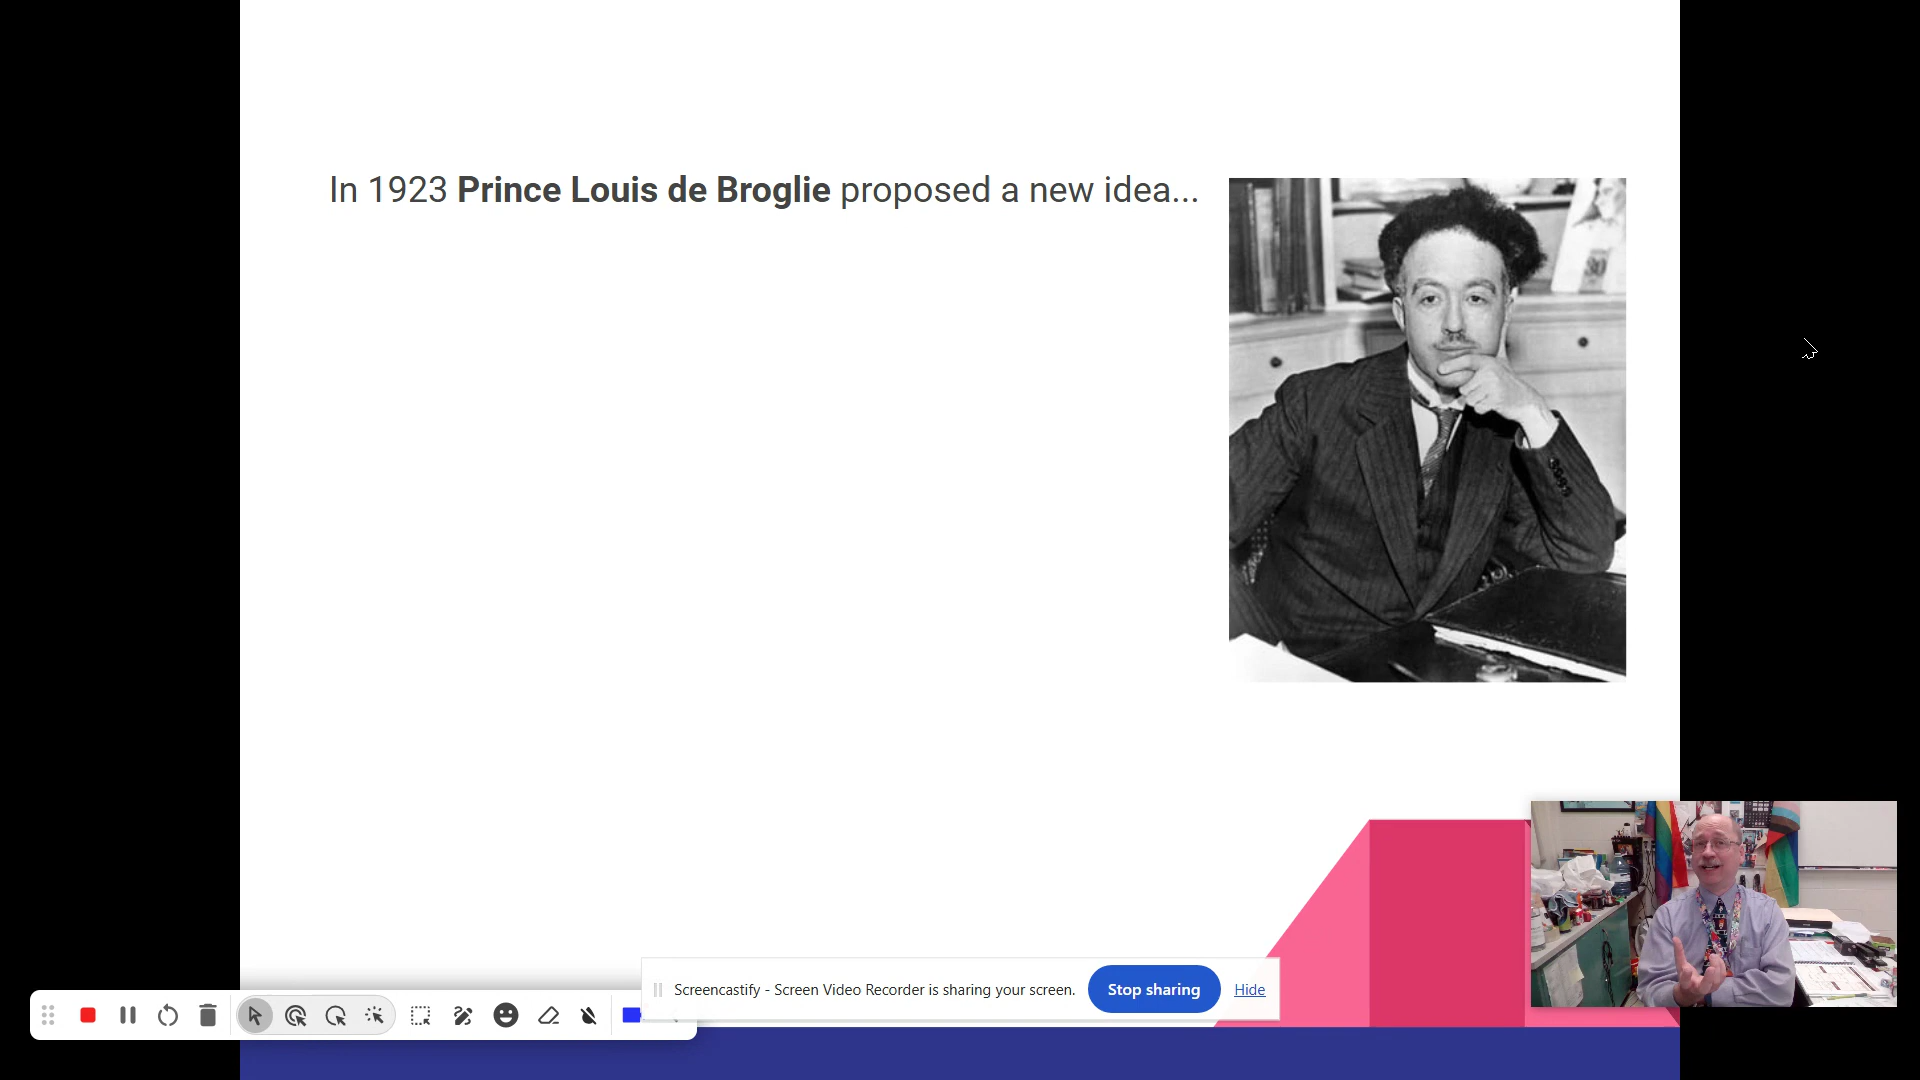 In 1923 Prince Louis de Broglie proposed a new idea...
Screencastify - Screen Video Recorder is sharing your screen. Stop sharing Hide